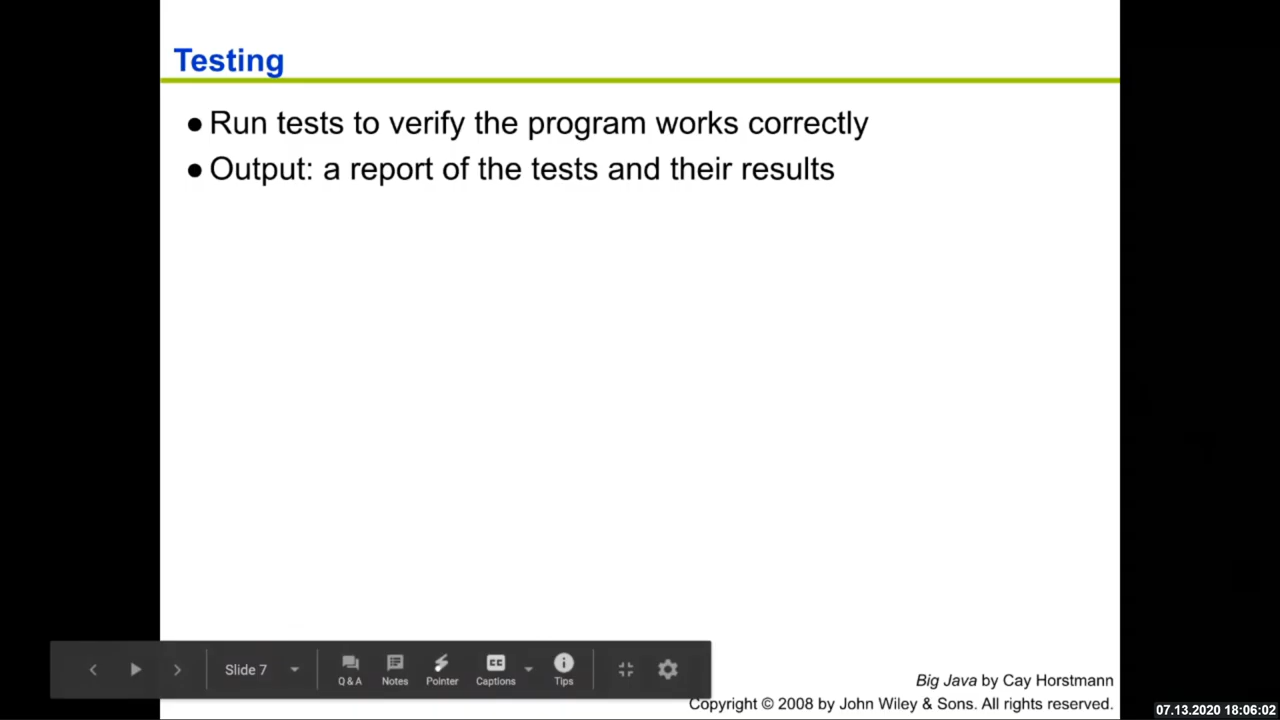 Testing
● Run tests to verify the program works correctly
● Output: a report of the tests and their results
Slide 7
Q & A
Notes
Pointer
CC
Captions
Tips
Big Java by Cay Horstmann
Copyright © 2008 by John Wiley & Sons. All rights reserved.
07.13.2020 18:06:02